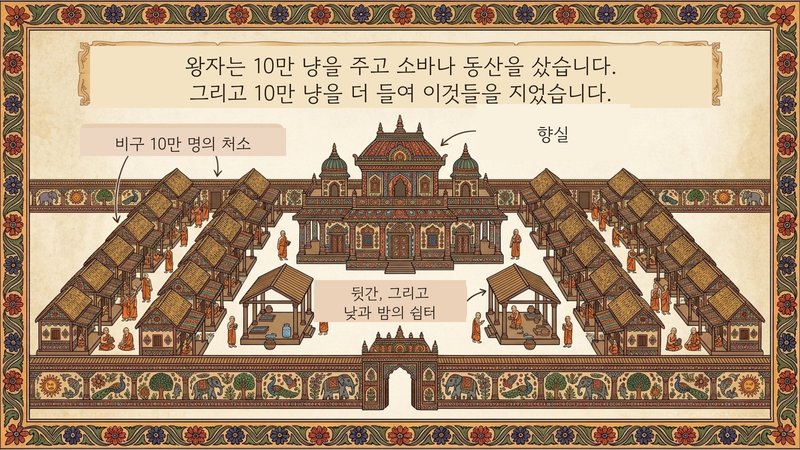 왕자는 10만 냥을 주고 소바나 동산을 샀습니다.
그리고 10만 냥을 더 들여 이것들을 지었습니다.
비구 10만 명의 처소
향실
뒷간, 그리고
낮과 밤의 쉼터